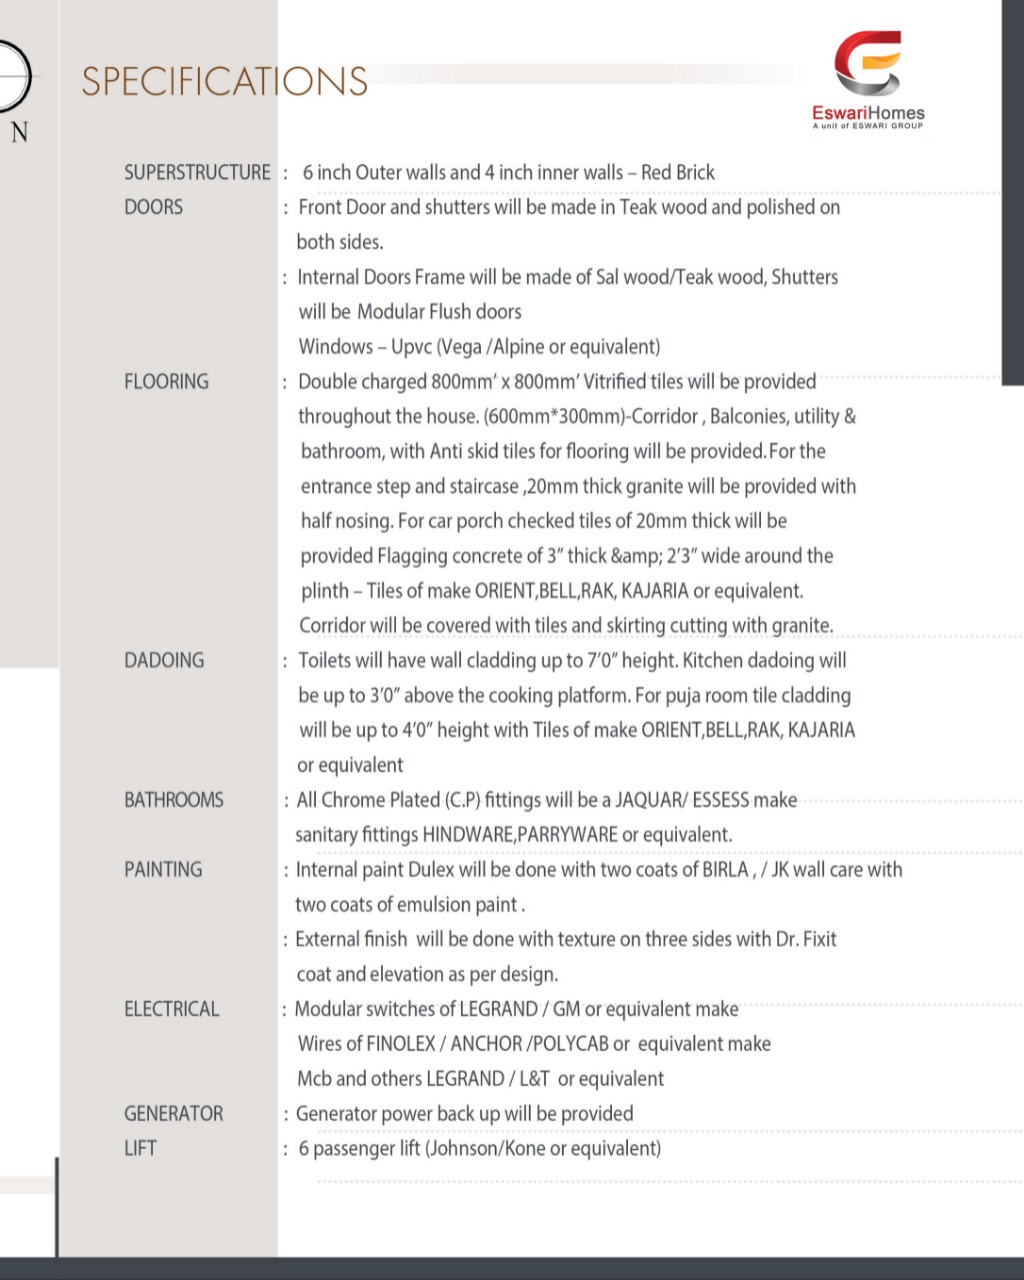 N
SPECIFICATIONS
EswariHomes
A unit of ESWARI GROUP
SUPERSTRUCTURE : 6 inch Outer walls and 4 inch inner walls – Red Brick
DOORS : Front Door and shutters will be made in Teak wood and polished on
both sides.
: Internal Doors Frame will be made of Sal wood/Teak wood, Shutters
will be Modular Flush doors
Windows – Upvc (Vega /Alpine or equivalent)
FLOORING : Double charged 800mm’ x 800mm’ Vitrified tiles will be provided
throughout the house. (600mm*300mm)-Corridor , Balconies, utility &
bathroom, with Anti skid tiles for flooring will be provided.For the
entrance step and staircase ,20mm thick granite will be provided with
half nosing. For car porch checked tiles of 20mm thick will be
provided Flagging concrete of 3” thick &amp; 2’3” wide around the
plinth – Tiles of make ORIENT,BELL,RAK, KAJARIA or equivalent.
Corridor will be covered with tiles and skirting cutting with granite.
DADOING : Toilets will have wall cladding up to 7’0” height. Kitchen dadoing will
be up to 3’0” above the cooking platform. For puja room tile cladding
will be up to 4’0” height with Tiles of make ORIENT,BELL,RAK, KAJARIA
or equivalent
BATHROOMS : All Chrome Plated (C.P) fittings will be a JAQUAR/ ESSESS make
sanitary fittings HINDWARE,PARRYWARE or equivalent.
PAINTING : Internal paint Dulex will be done with two coats of BIRLA , / JK wall care with
two coats of emulsion paint .
: External finish will be done with texture on three sides with Dr. Fixit
coat and elevation as per design.
ELECTRICAL : Modular switches of LEGRAND / GM or equivalent make
Wires of FINOLEX / ANCHOR /POLYCAB or equivalent make
Mcb and others LEGRAND / L&T or equivalent
GENERATOR : Generator power back up will be provided
LIFT : 6 passenger lift (Johnson/Kone or equivalent)